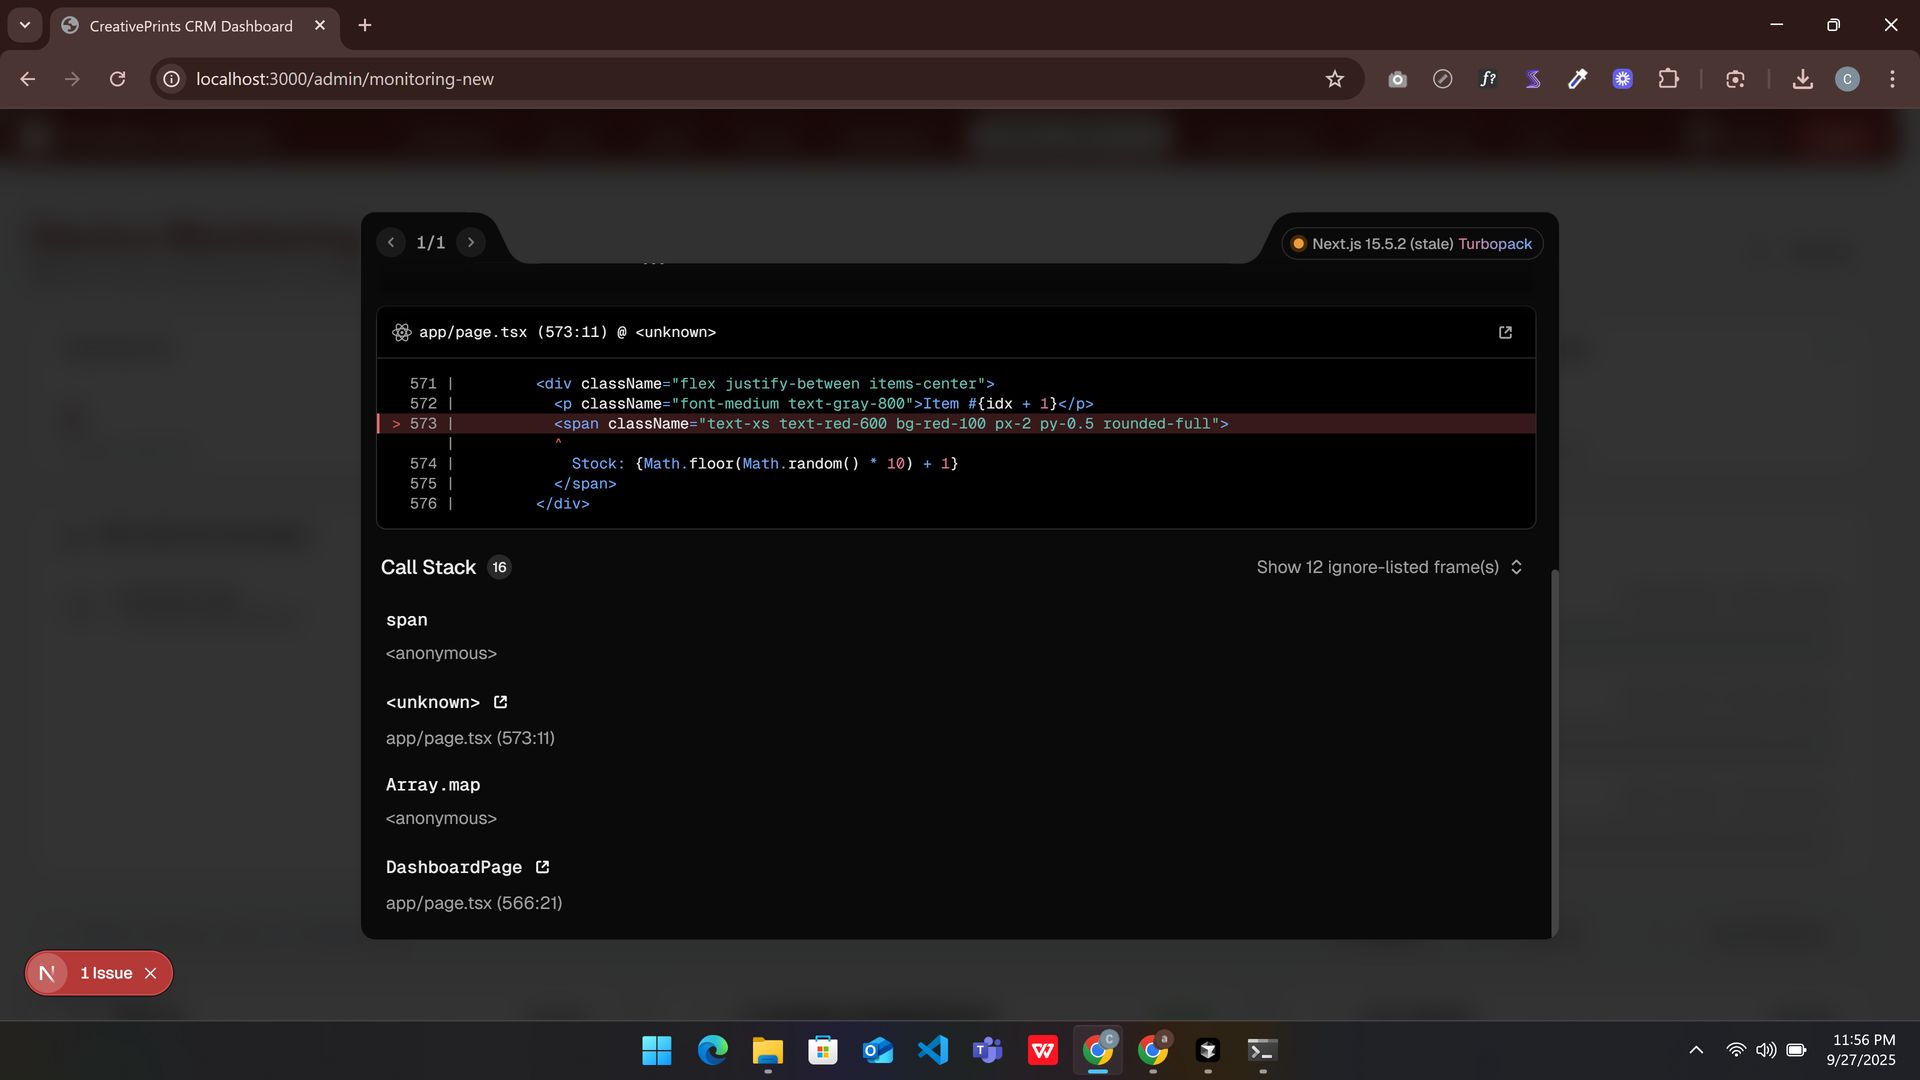 CreativePrints CRM Dashboard
localhost:3000/admin/monitoring-new
f?
C
1/1
Next.js 15.5.2 (stale) Turbopack
app/page.tsx (573:11) @ <unknown>
571 | <div className="flex justify-between items-center">
572 | <p className="font-medium text-gray-800">Item #{idx + 1}</p>
> 573 | <span className="text-xs text-red-600 bg-red-100 px-2 py-0.5 rounded-full">
| ^
574 | Stock: {Math.floor(Math.random() * 10) + 1}
575 | </span>
576 | </div>
Call Stack 16
Show 12 ignore-listed frame(s)
span
<anonymous>
<unknown>
app/page.tsx (573:11)
Array.map
<anonymous>
DashboardPage
app/page.tsx (566:21)
N 1 Issue
11:56 PM
9/27/2025